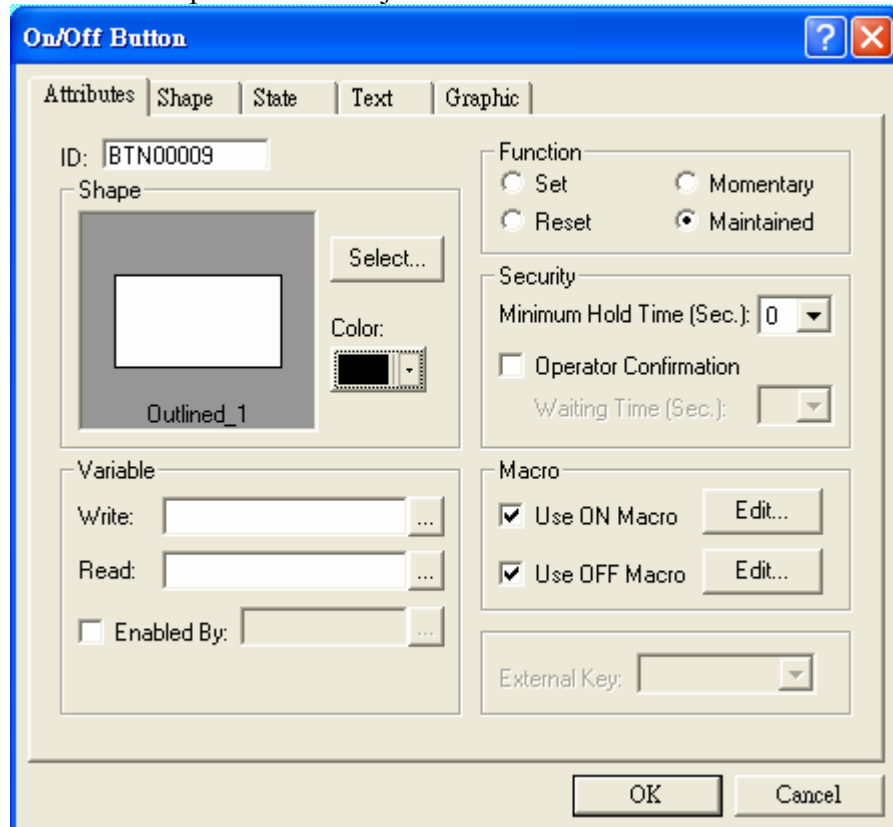 On/Off Button
Attributes Shape State Text Graphic
ID: BTN00009
Shape
Select...
Color:
Outlined_1
Variable
Write: ...
Read: ...
Enabled By: ...
Function
Set Momentary
Reset Maintained
Security
Minimum Hold Time (Sec.): 0
Operator Confirmation
Waiting Time (Sec.):
Macro
Use ON Macro Edit...
Use OFF Macro Edit...
External Key:
OK Cancel